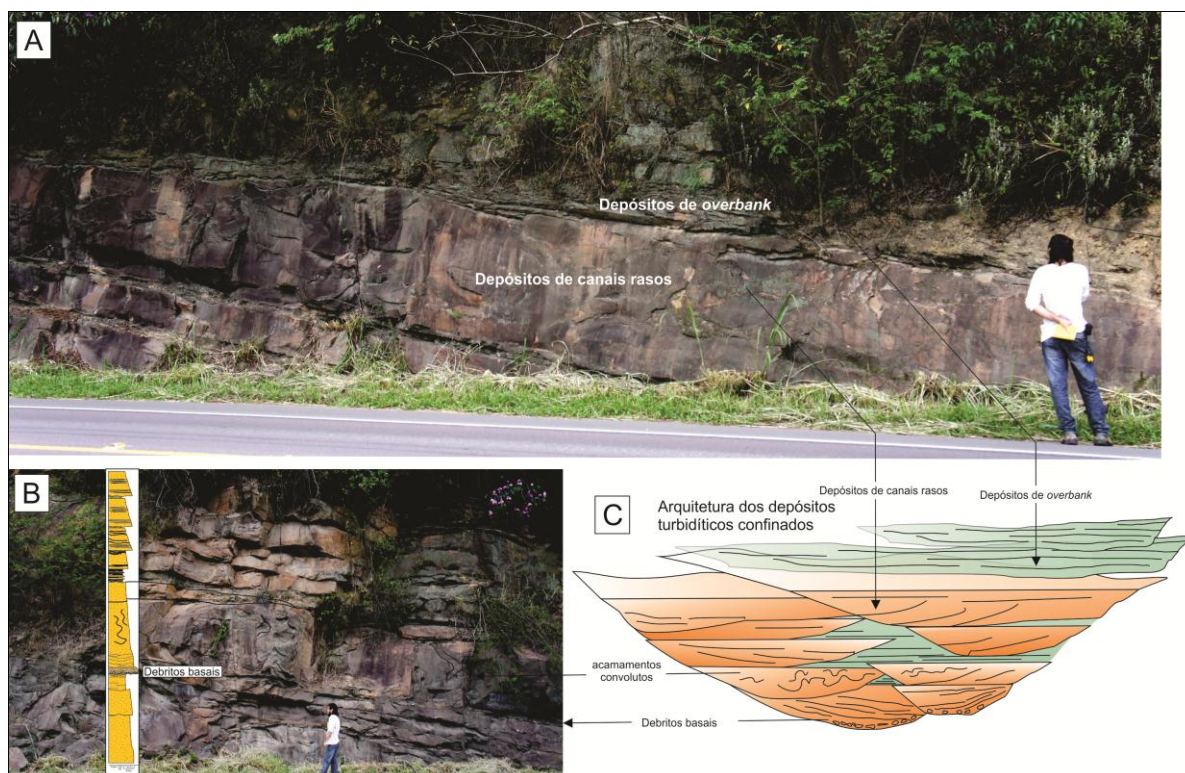 A
Depósitos de overbank
Depósitos de canais rasos
B
Debritos basais
C
Arquitetura dos depósitos
turbidíticos confinados
Depósitos de canais rasos
Depósitos de overbank
acamamentos
convolutos
Debritos basais